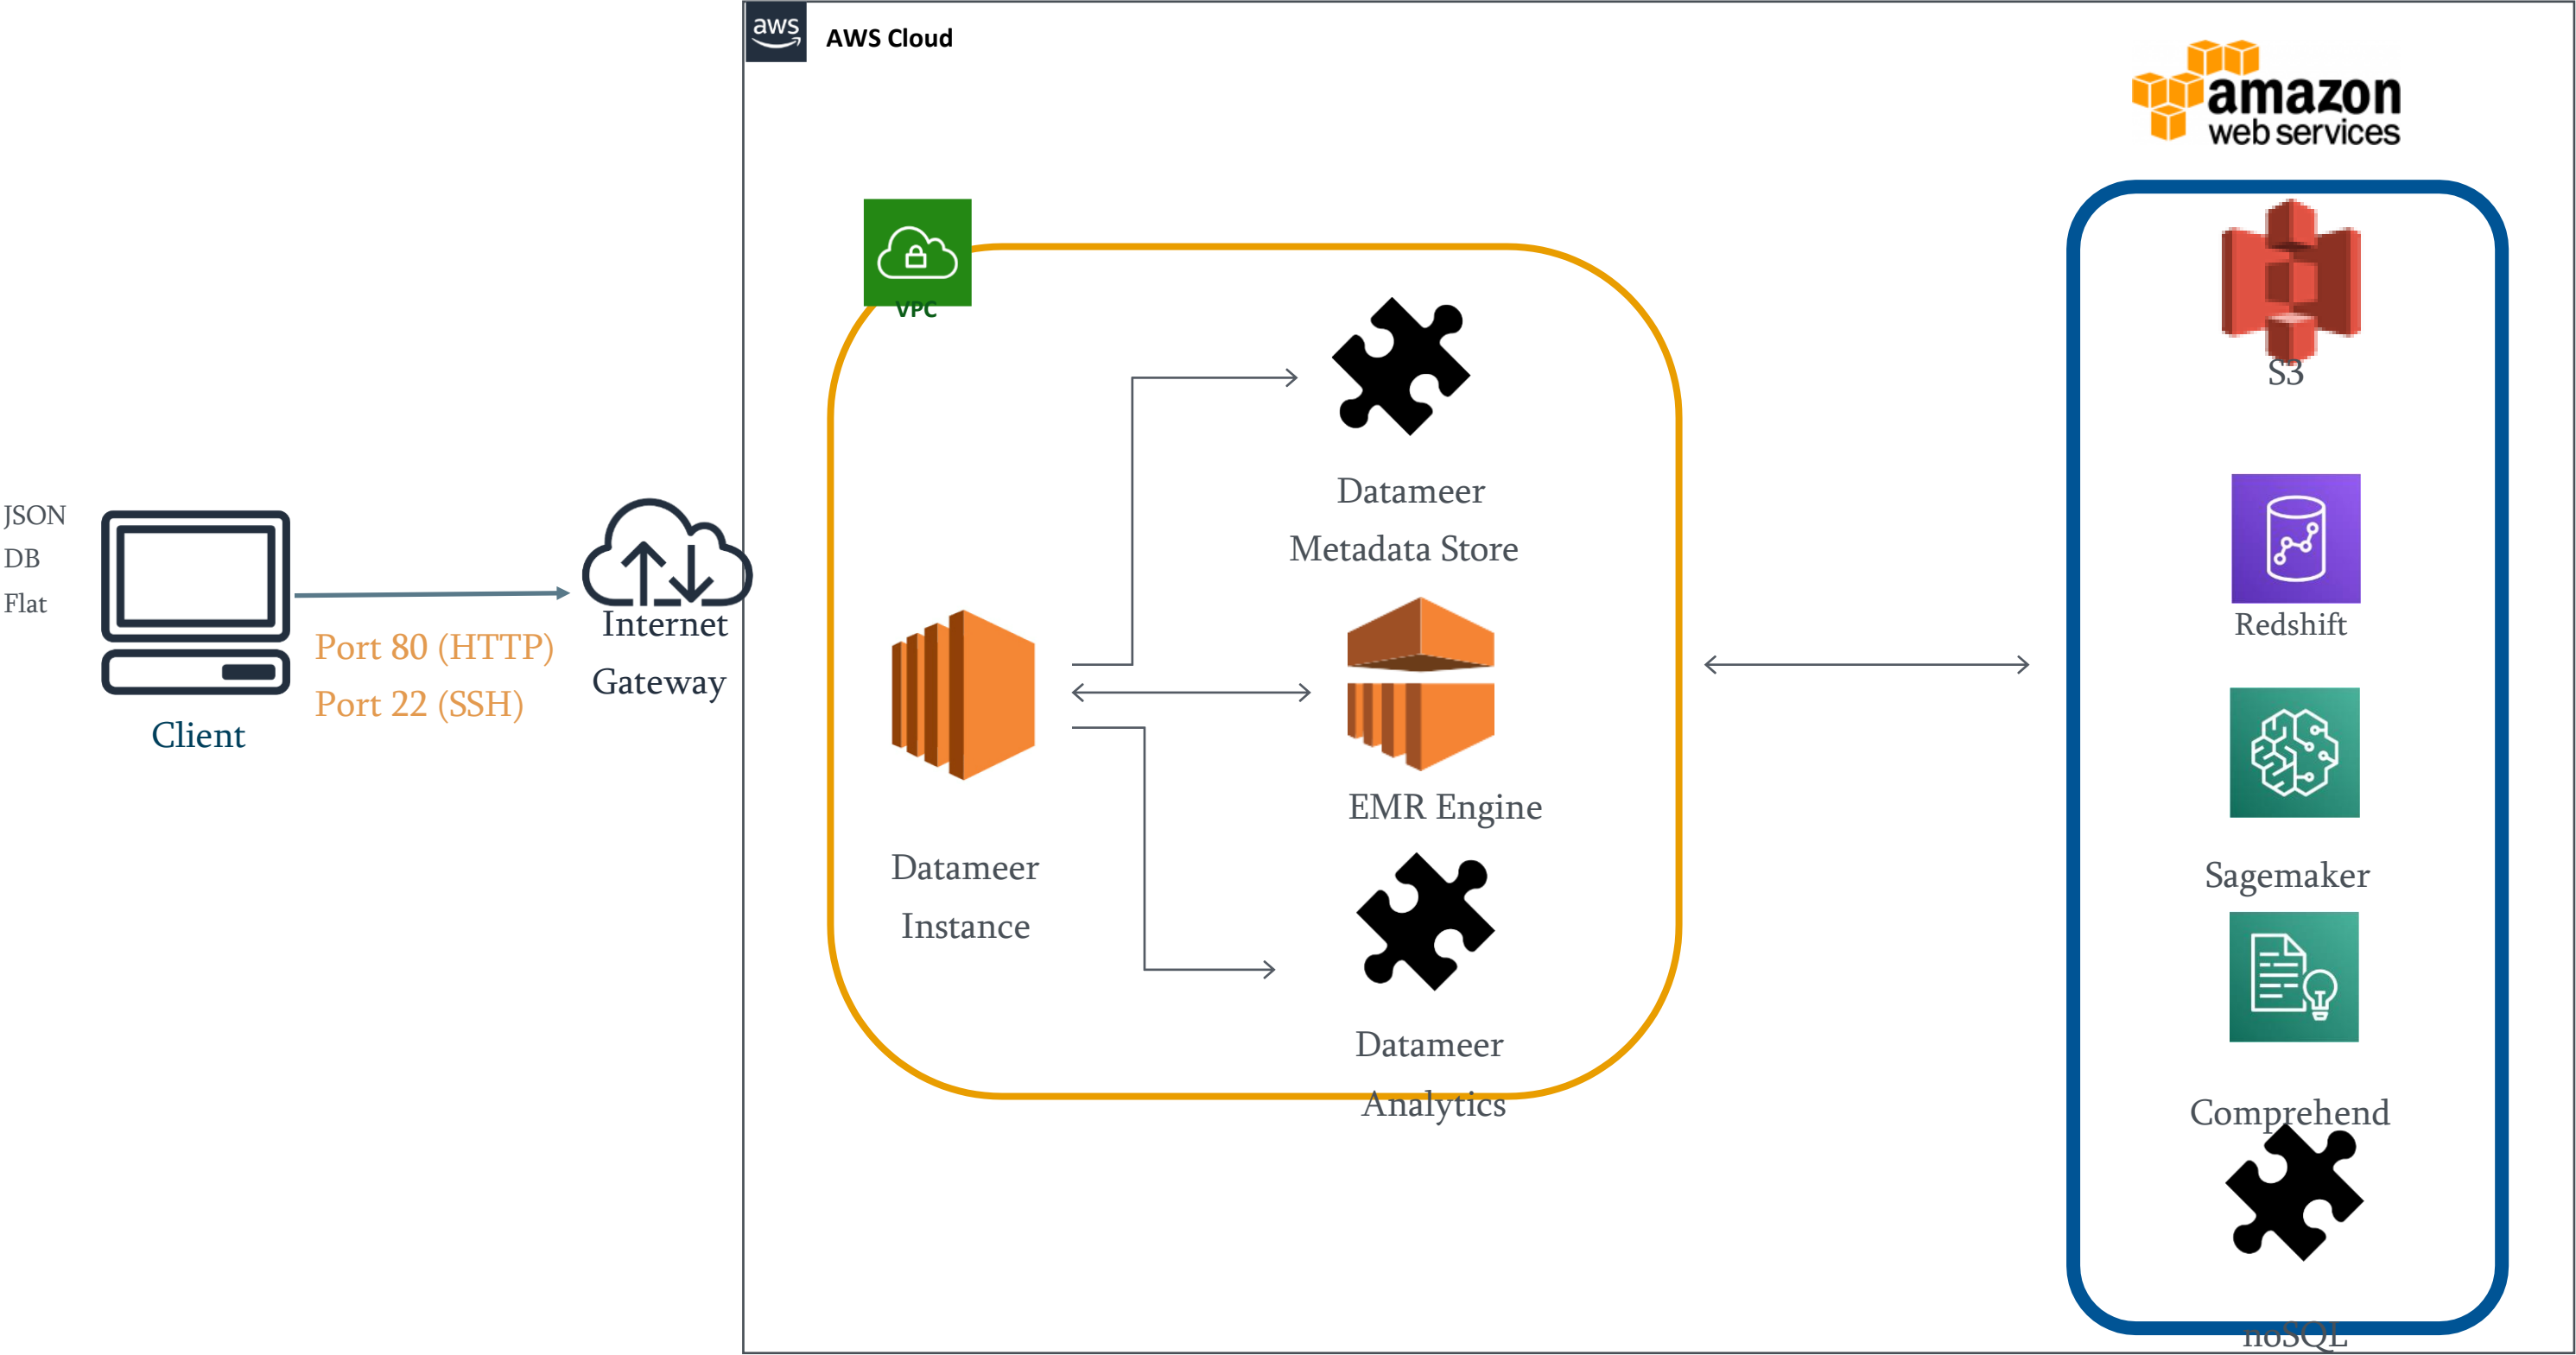 aws
AWS Cloud
amazon
web services
VPC
S3
JSON
DB
Flat
Client
Port 80 (HTTP)
Port 22 (SSH)
Internet
Gateway
Datameer
Instance
Datameer
Metadata Store
EMR Engine
Datameer
Analytics
Redshift
Sagemaker
Comprehend
noSQL